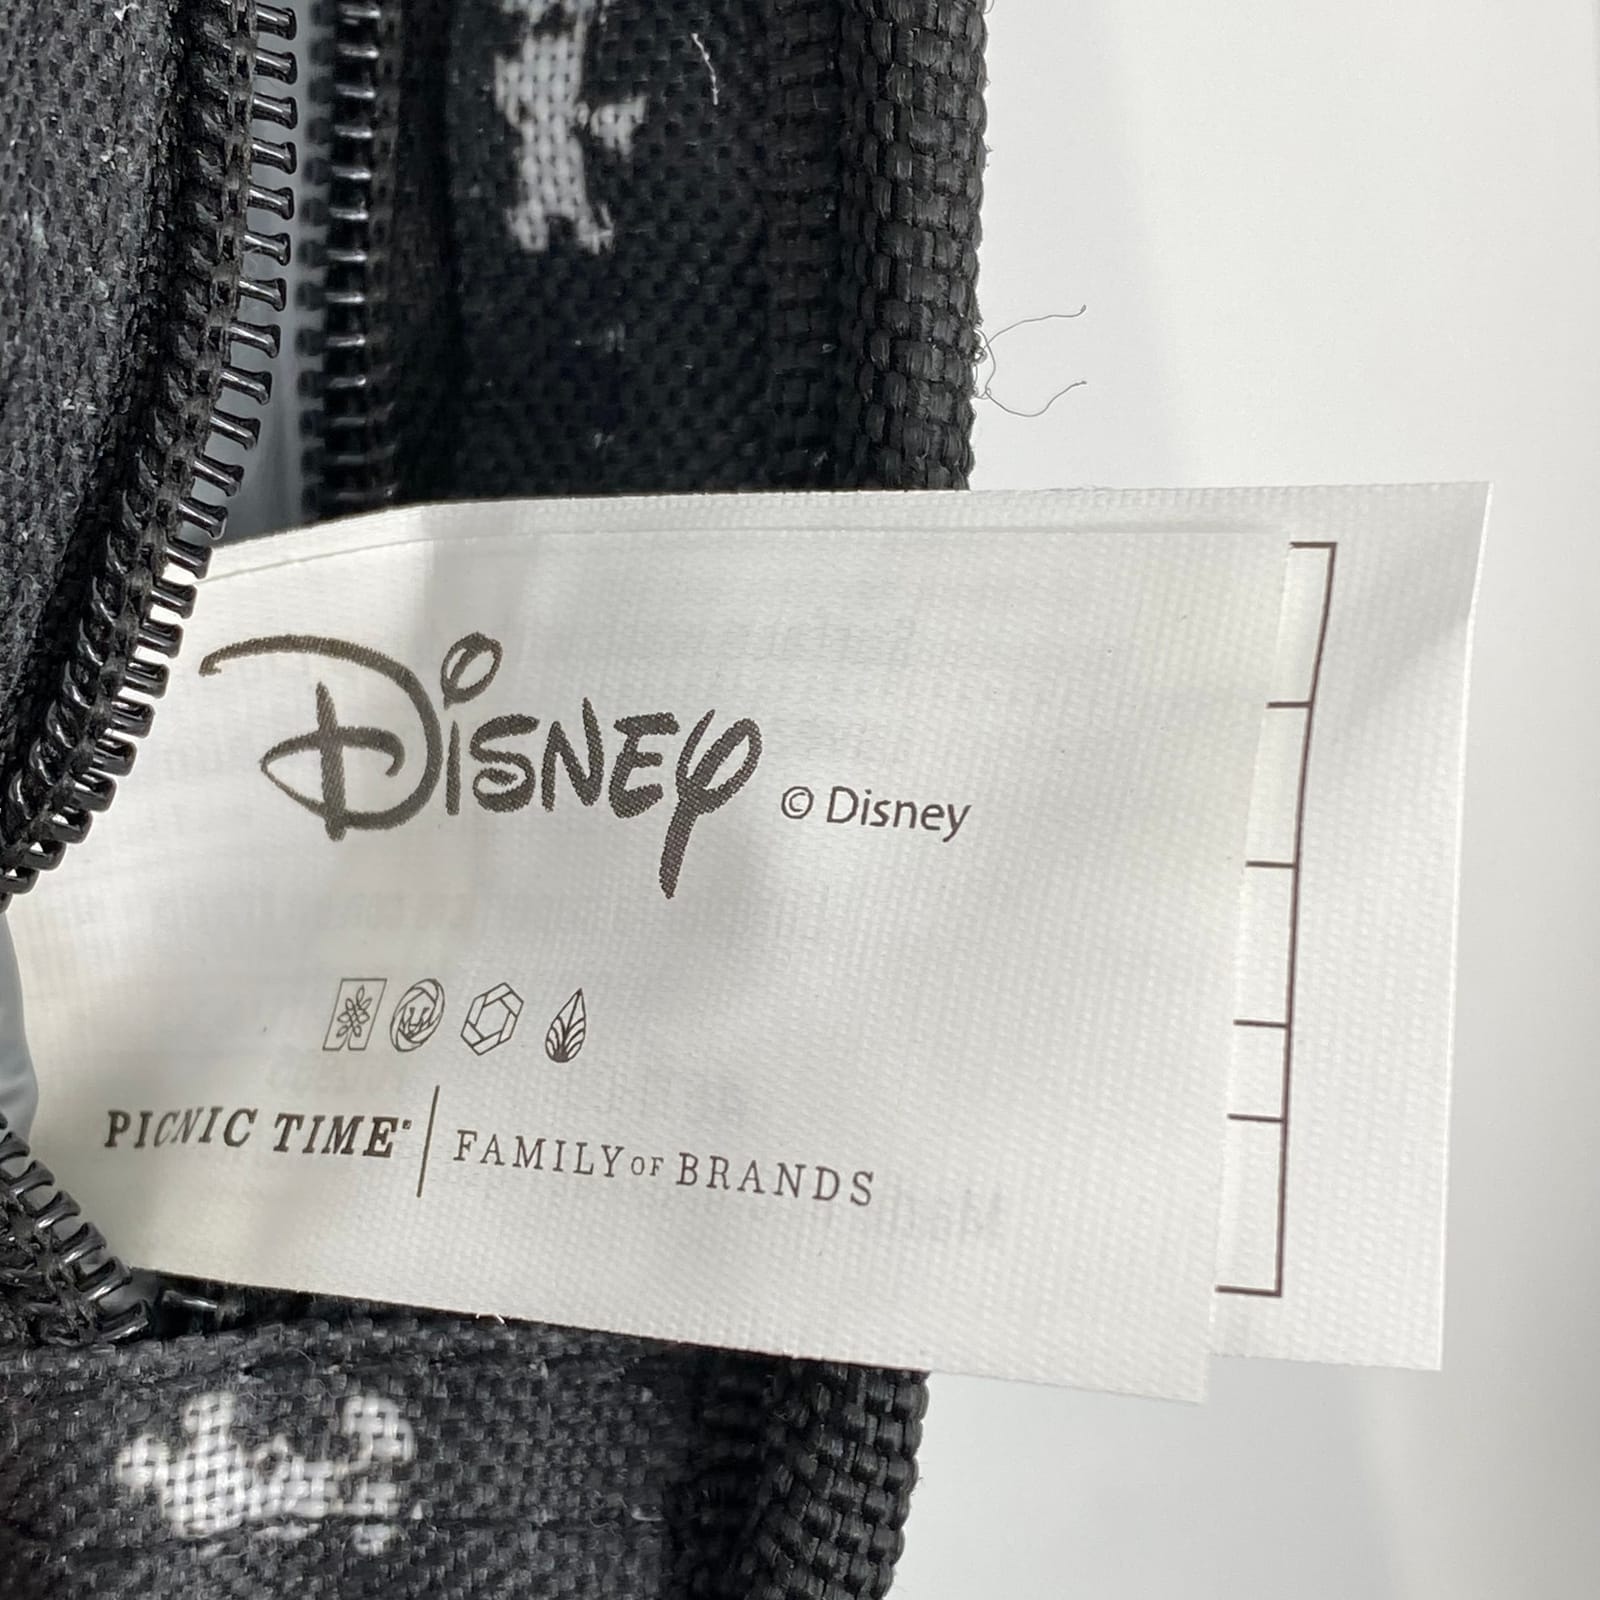 Disney © Disney
PICNIC TIME® | FAMILY OF BRANDS